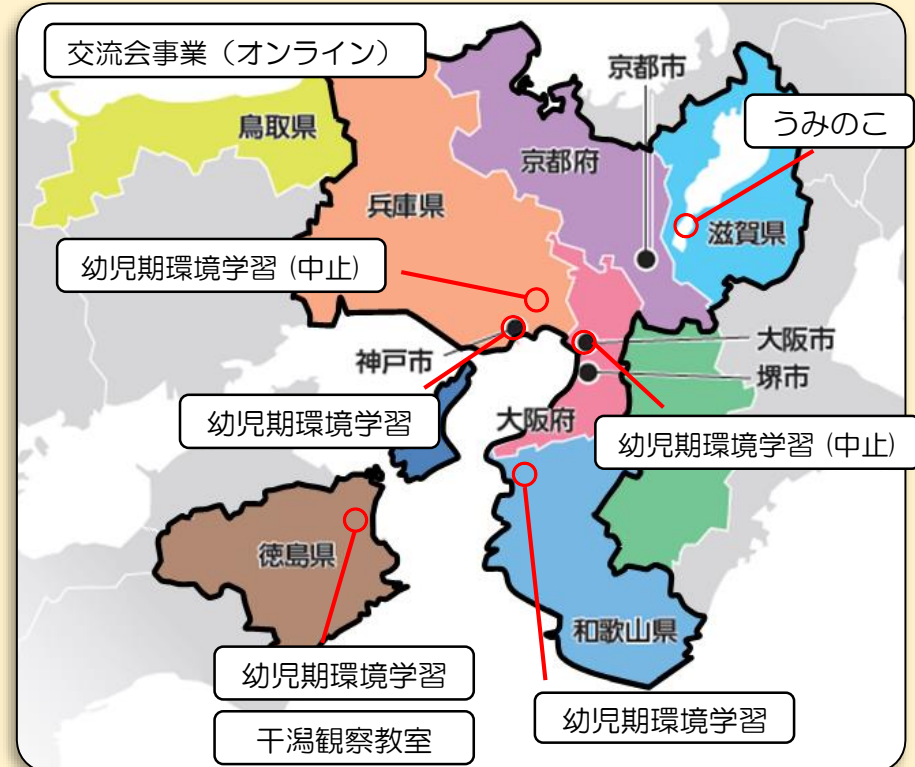 交流会事業（オンライン）
京都市
うみのこ
鳥取県
京都府
兵庫県
滋賀県
幼児期環境学習（中止）
神戸市
大阪市
堺市
幼児期環境学習
大阪府
幼児期環境学習（中止）
徳島県
和歌山県
幼児期環境学習
干潟観察教室
幼児期環境学習